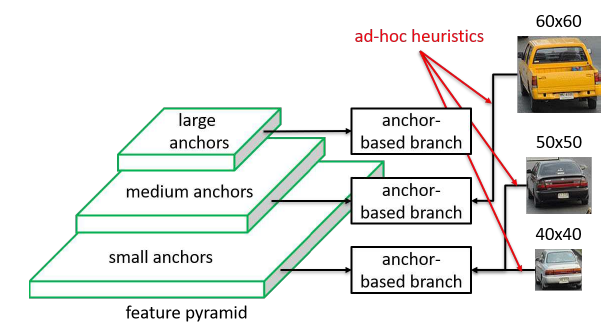 60x60
ad-hoc heuristics
large
anchors
anchor-
based branch
50x50
medium anchors
anchor-
based branch
40x40
small anchors
anchor-
based branch
feature pyramid